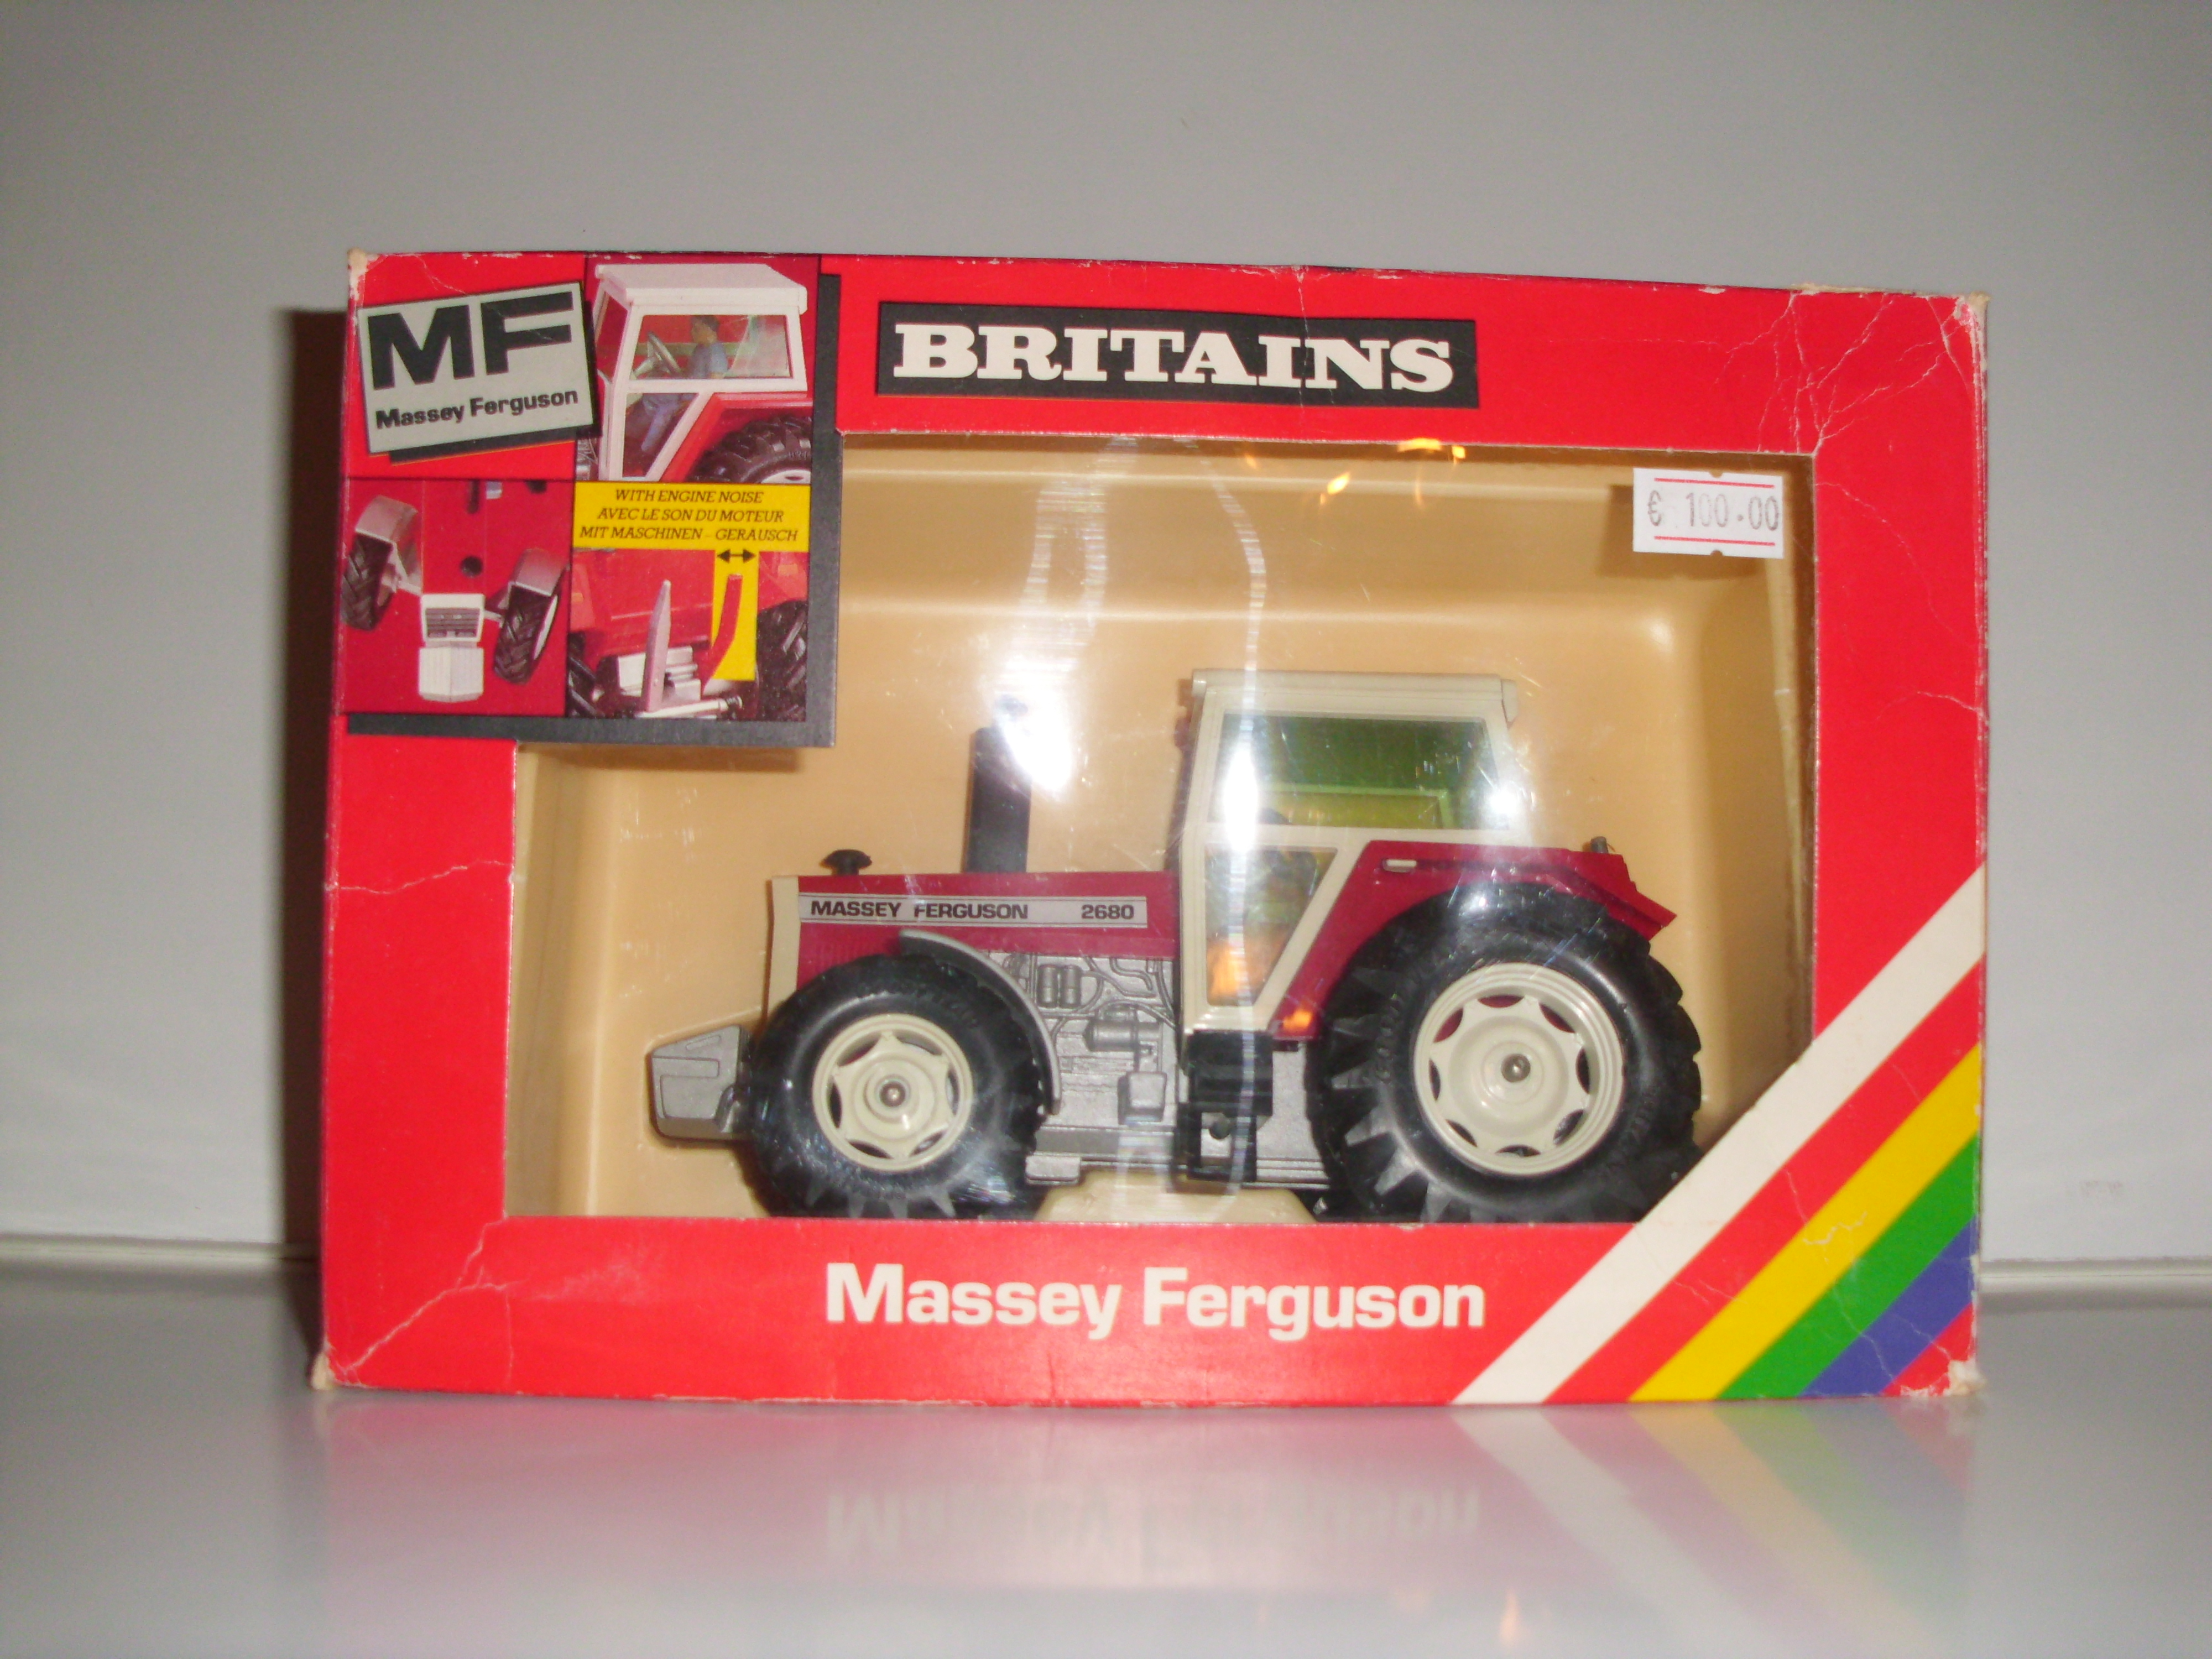 MF
Massey Ferguson
BRITAINS
WITH ENGINE NOISE
AVEC LE SON DU MOTEUR
MIT MASCHINEN - GERAUSCH
€ 100.00
MASSEY FERGUSON 2680
Massey Ferguson